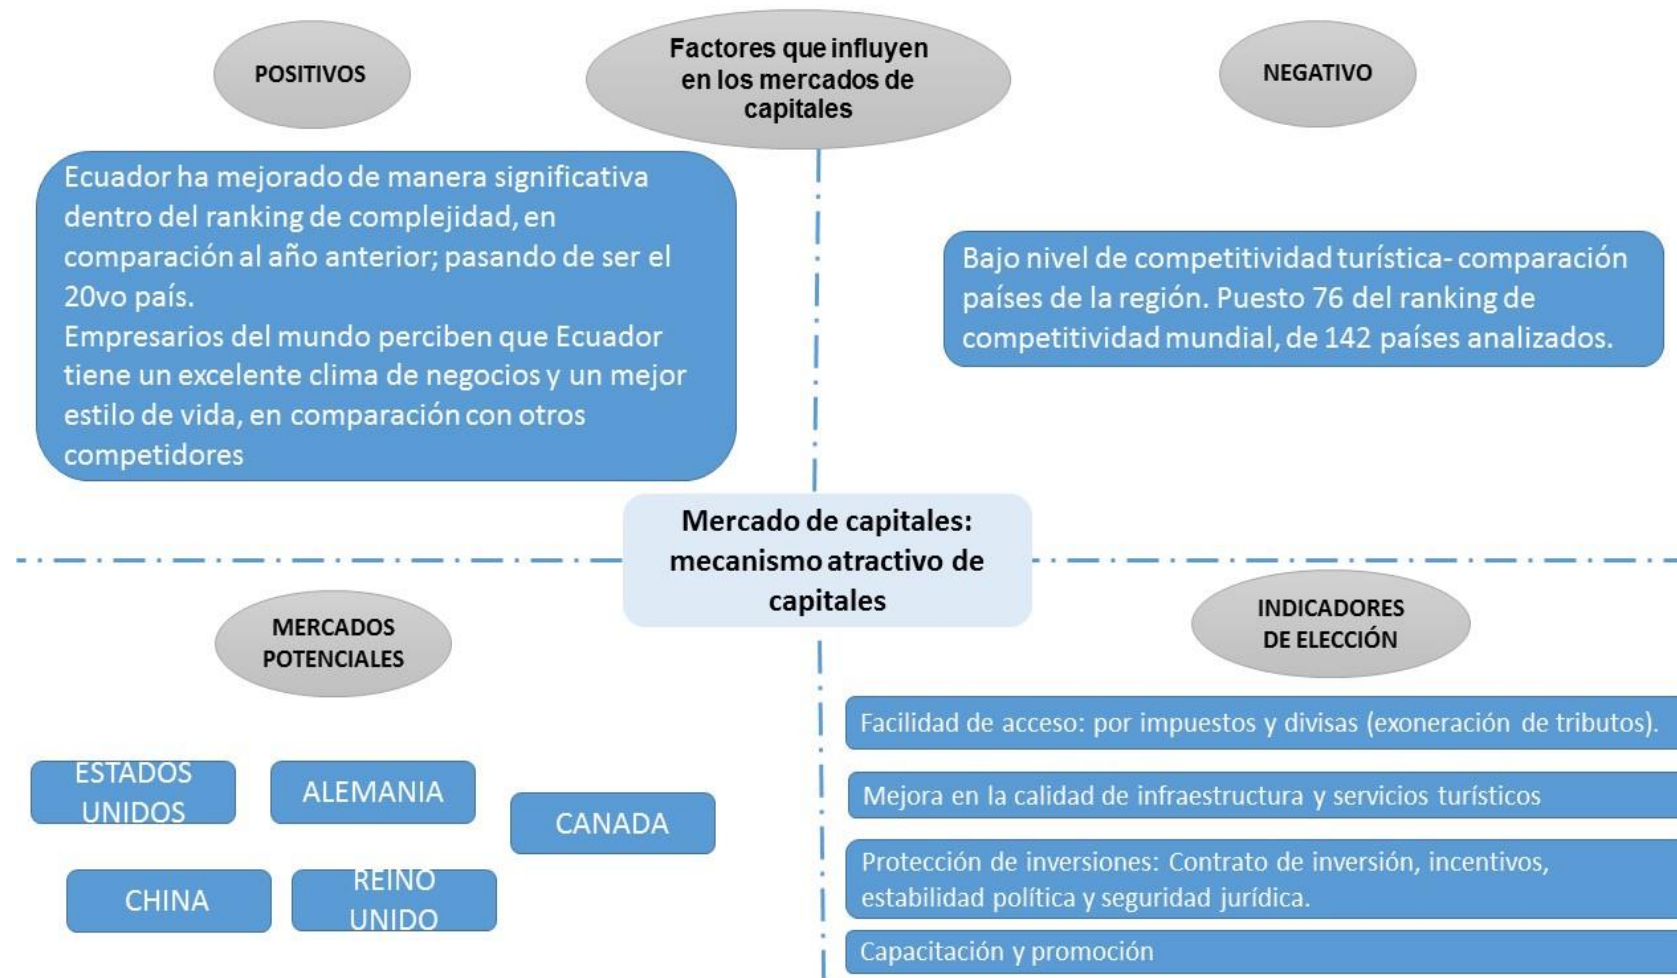 POSITIVOS
Factores que influyen
en los mercados de
capitales
NEGATIVO
Ecuador ha mejorado de manera significativa
dentro del ranking de complejidad, en
comparación al año anterior; pasando de ser el
20vo país.
Empresarios del mundo perciben que Ecuador
tiene un excelente clima de negocios y un mejor
estilo de vida, en comparación con otros
competidores
Bajo nivel de competitividad turística- comparación
países de la región. Puesto 76 del ranking de
competitividad mundial, de 142 países analizados.
Mercado de capitales:
mecanismo atractivo de
capitales
MERCADOS
POTENCIALES
ESTADOS
UNIDOS
ALEMANIA
CANADA
CHINA
REINO
UNIDO
INDICADORES
DE ELECCIÓN
Facilidad de acceso: por impuestos y divisas (exoneración de tributos).
Mejora en la calidad de infraestructura y servicios turísticos
Protección de inversiones: Contrato de inversión, incentivos,
estabilidad política y seguridad jurídica.
Capacitación y promoción